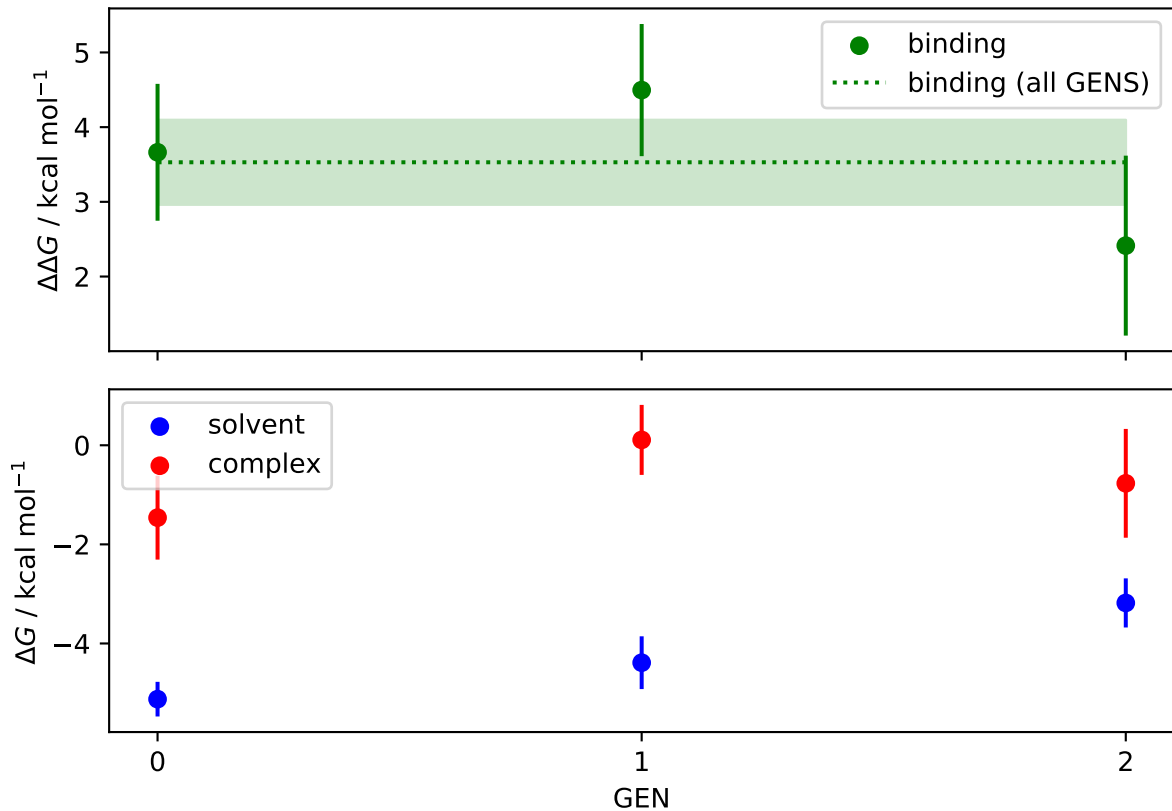 binding
binding (all GENS)
ΔΔG / kcal mol⁻¹
5
4
3
2
solvent
complex
ΔG / kcal mol⁻¹
0
−2
−4
0
1
2
GEN